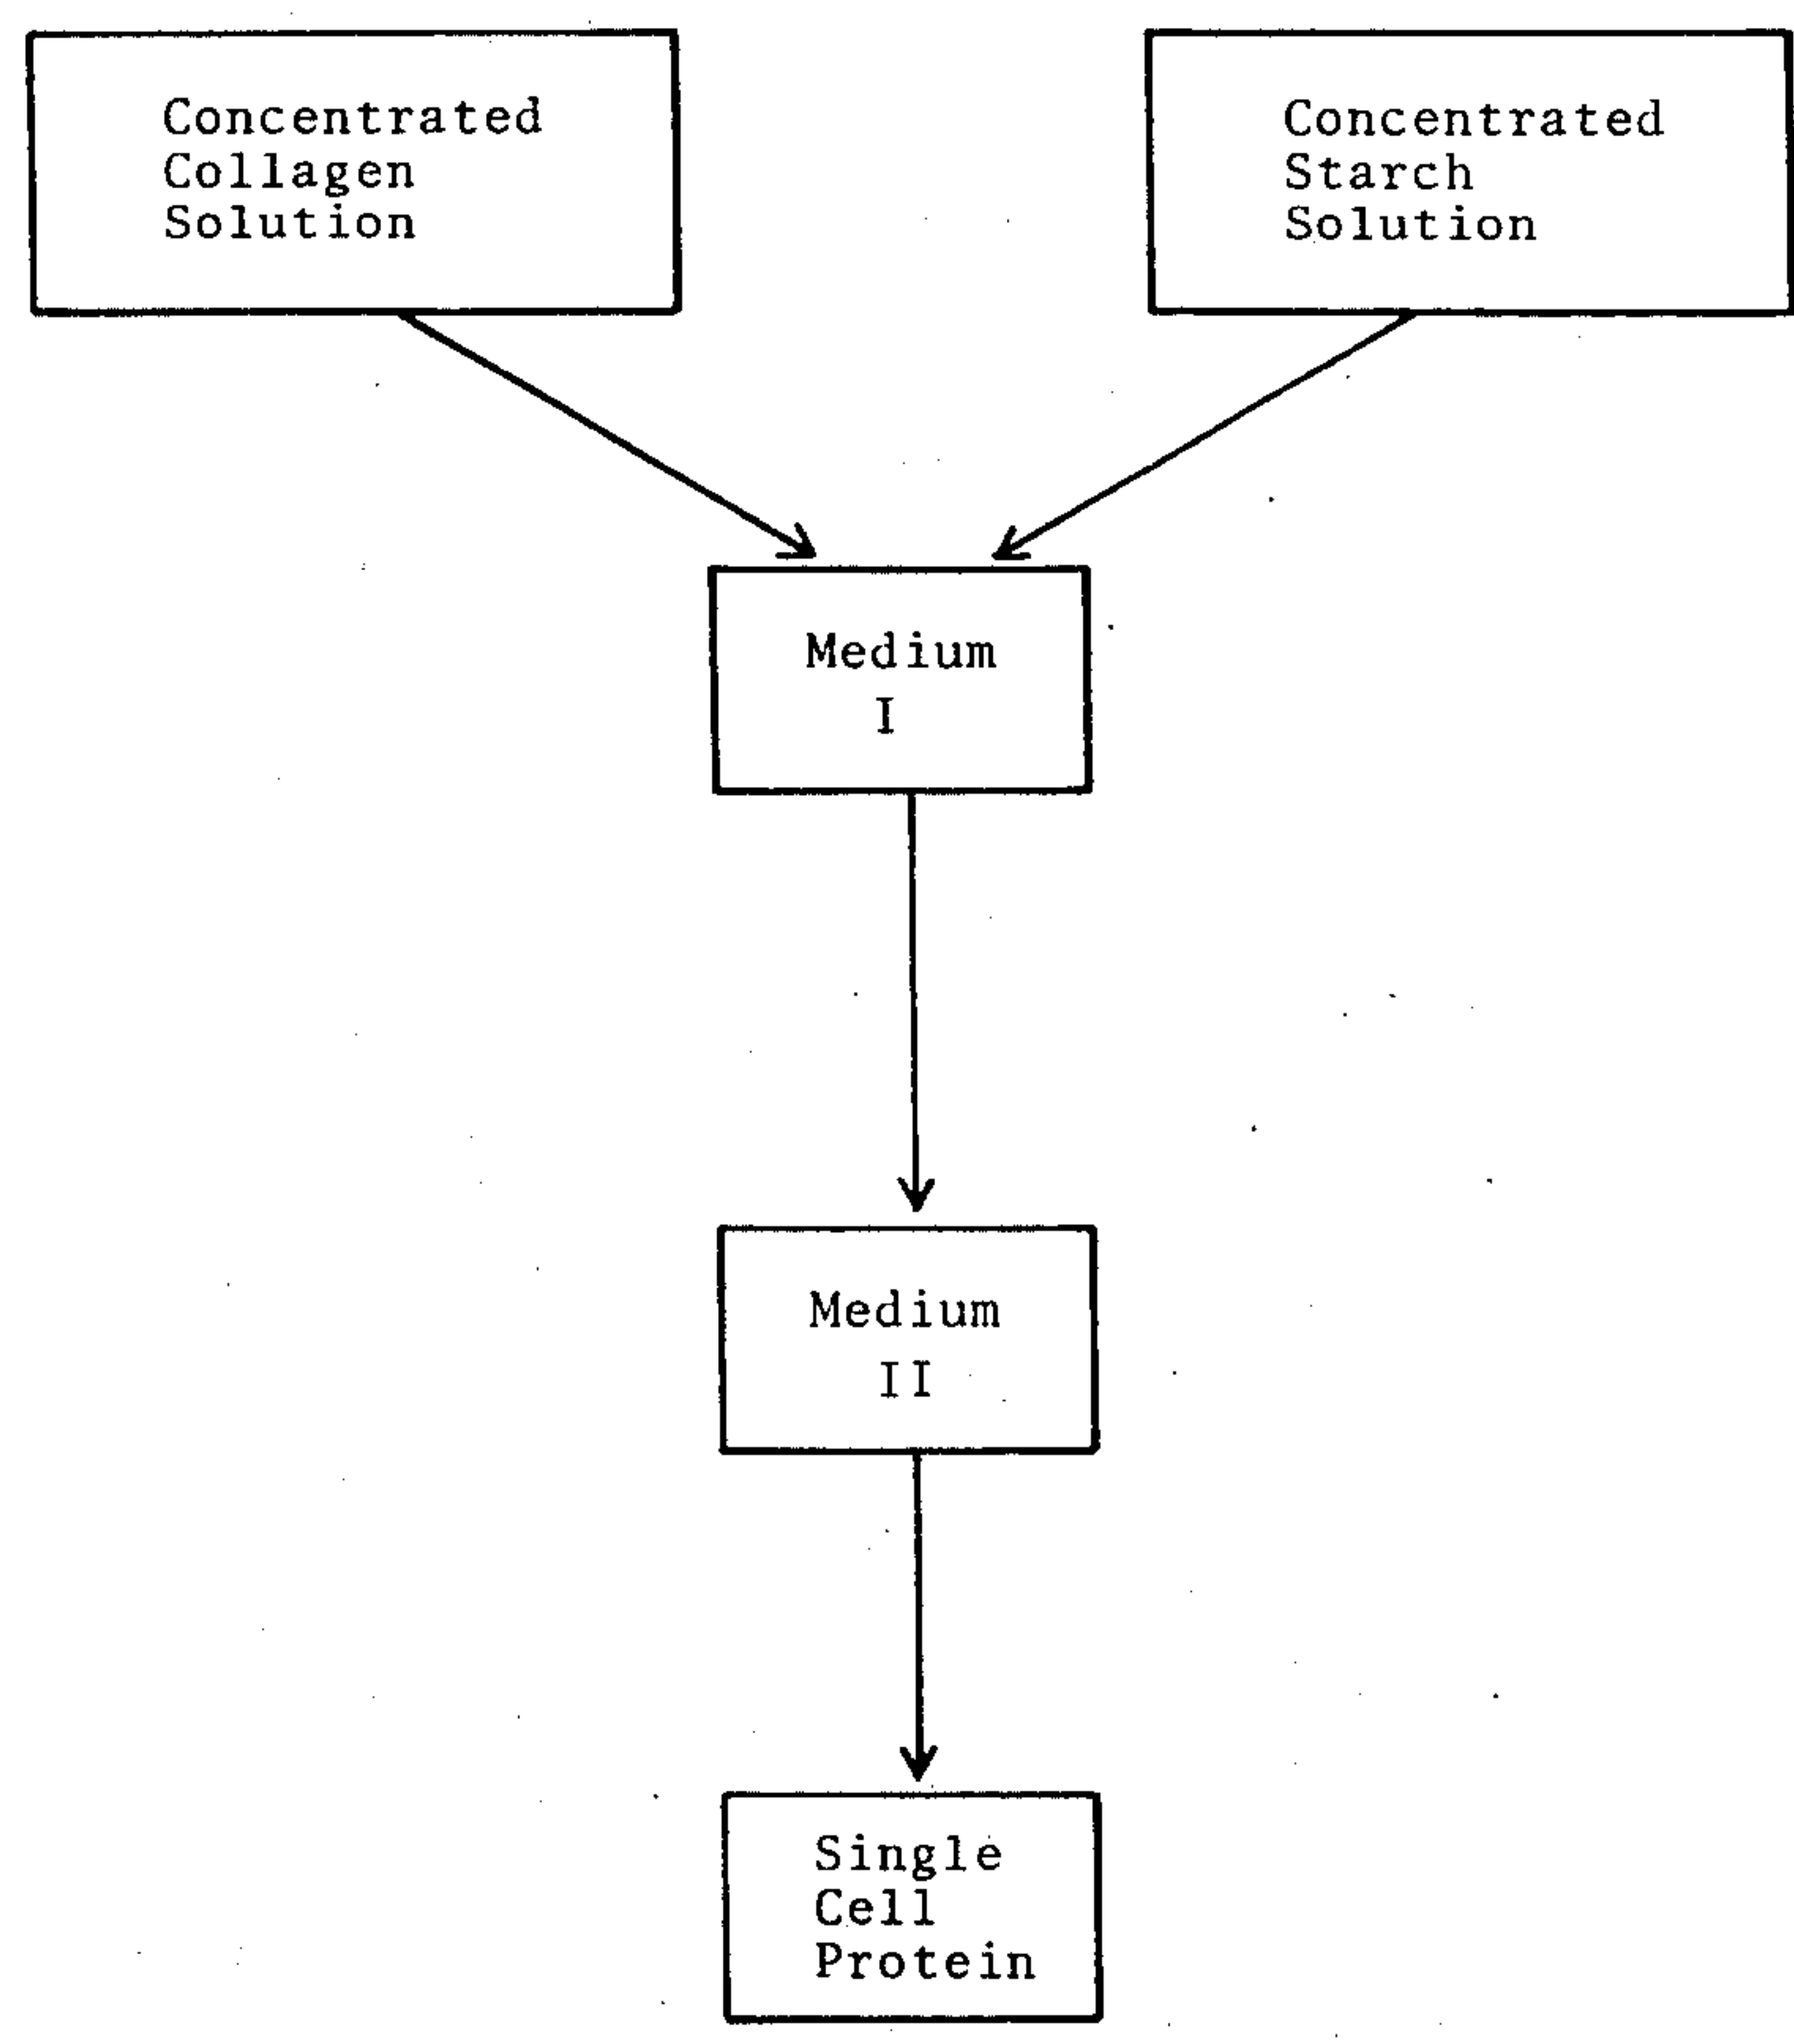 Concentrated
Collagen
Solution
Concentrated
Starch
Solution
Medium
I
Medium
II
Single
Cell
Protein